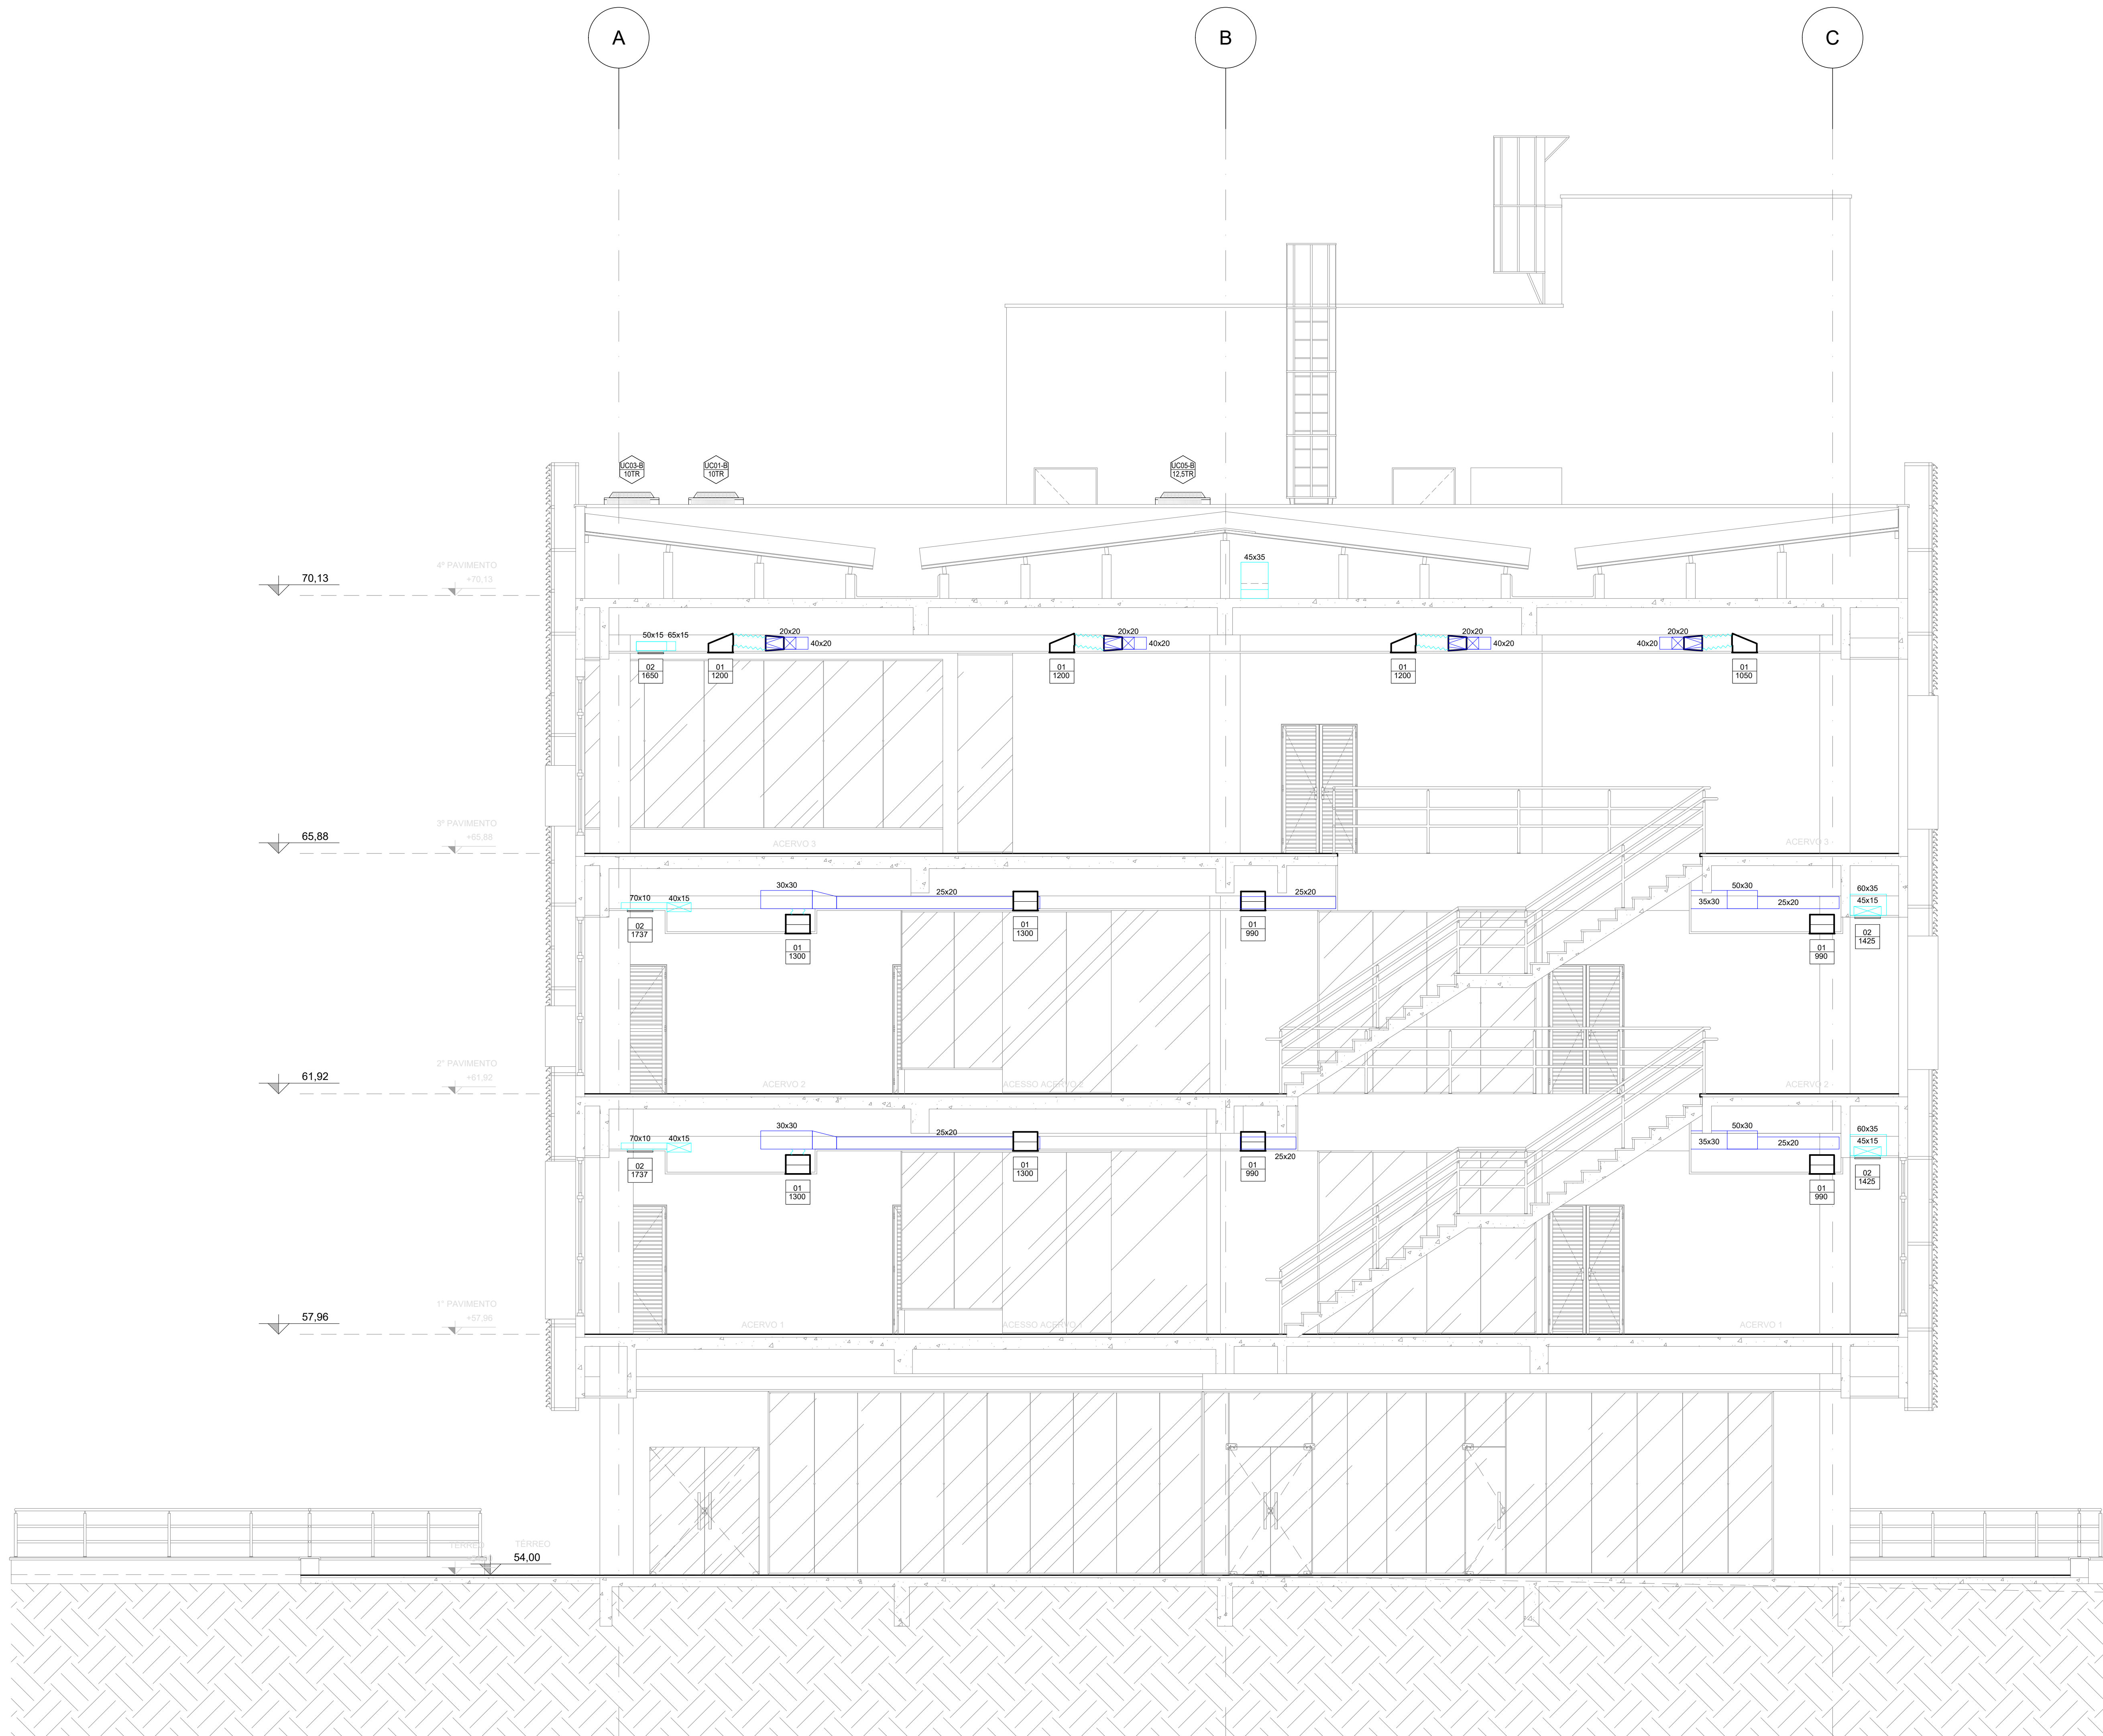 A
B
C
UC03-B
10TR
UC01-B
10TR
UC05-B
12,5TR
45x35
4º PAVIMENTO
+70,13
70,13
50x15 65x15
20x20
40x20
20x20
40x20
20x20
40x20
20x20
40x20
02
1650
01
1200
01
1200
01
1200
01
1050
3º PAVIMENTO
+65,88
65,88
ACERVO 3
ACERVO 3
70x10
40x15
30x30
25x20
25x20
50x30
35x30
25x20
60x35
45x15
02
1737
01
1300
01
1300
01
990
01
990
02
1425
2° PAVIMENTO
+61,92
61,92
ACERVO 2
ACESSO ACERVO 2
ACERVO 2
70x10
40x15
30x30
25x20
25x20
50x30
35x30
25x20
60x35
45x15
02
1737
01
1300
01
1300
01
990
01
990
02
1425
1° PAVIMENTO
+57,96
57,96
ACERVO 1
ACESSO ACERVO 1
ACERVO 1
TÉRREO
TÉRREO
54,00